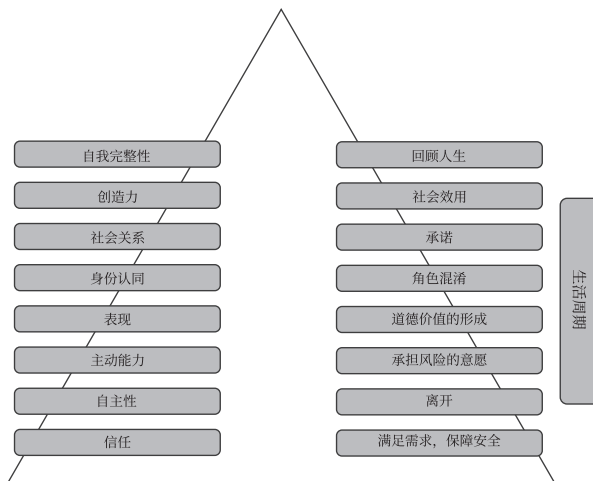 自我完整性
创造力
社会关系
身份认同
表现
主动能力
自主性
信任
回顾人生
社会效用
承诺
角色混淆
道德价值的形成
承担风险的意愿
离开
满足需求，保障安全
生活周期